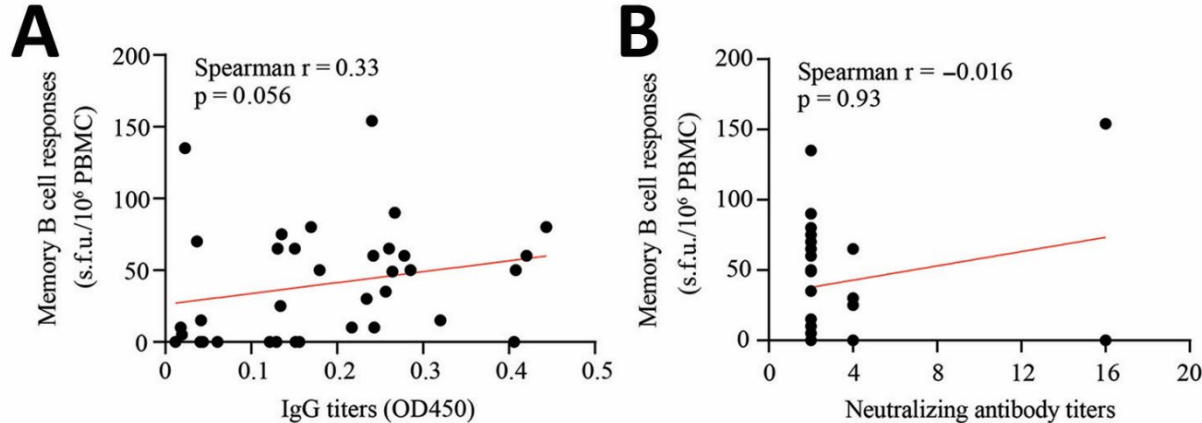 A
Spearman r = 0.33
p = 0.056
Memory B cell responses
(s.f.u./10⁶ PBMC)
200
150
100
50
0
0
0.1
0.2
0.3
0.4
0.5
IgG titers (OD450)
B
Spearman r = –0.016
p = 0.93
Memory B cell responses
(s.f.u./10⁶ PBMC)
200
150
100
50
0
0
4
8
12
16
20
Neutralizing antibody titers